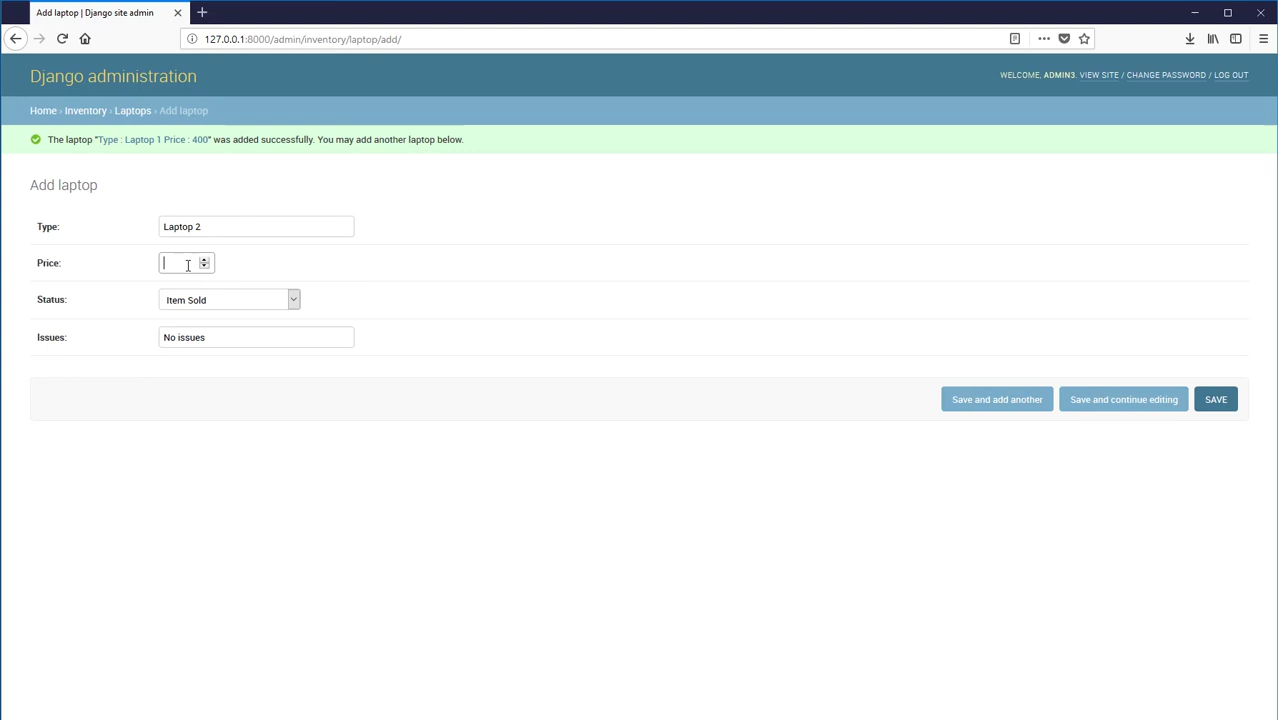 Add laptop | Django site admin
127.0.0.1:8000/admin/inventory/laptop/add/
Django administration
WELCOME, ADMIN3. VIEW SITE / CHANGE PASSWORD / LOG OUT
Home › Inventory › Laptops › Add laptop
The laptop "Type : Laptop 1 Price : 400" was added successfully. You may add another laptop below.
Add laptop
Type: Laptop 2
Price:
Status: Item Sold
Issues: No issues
Save and add another Save and continue editing SAVE